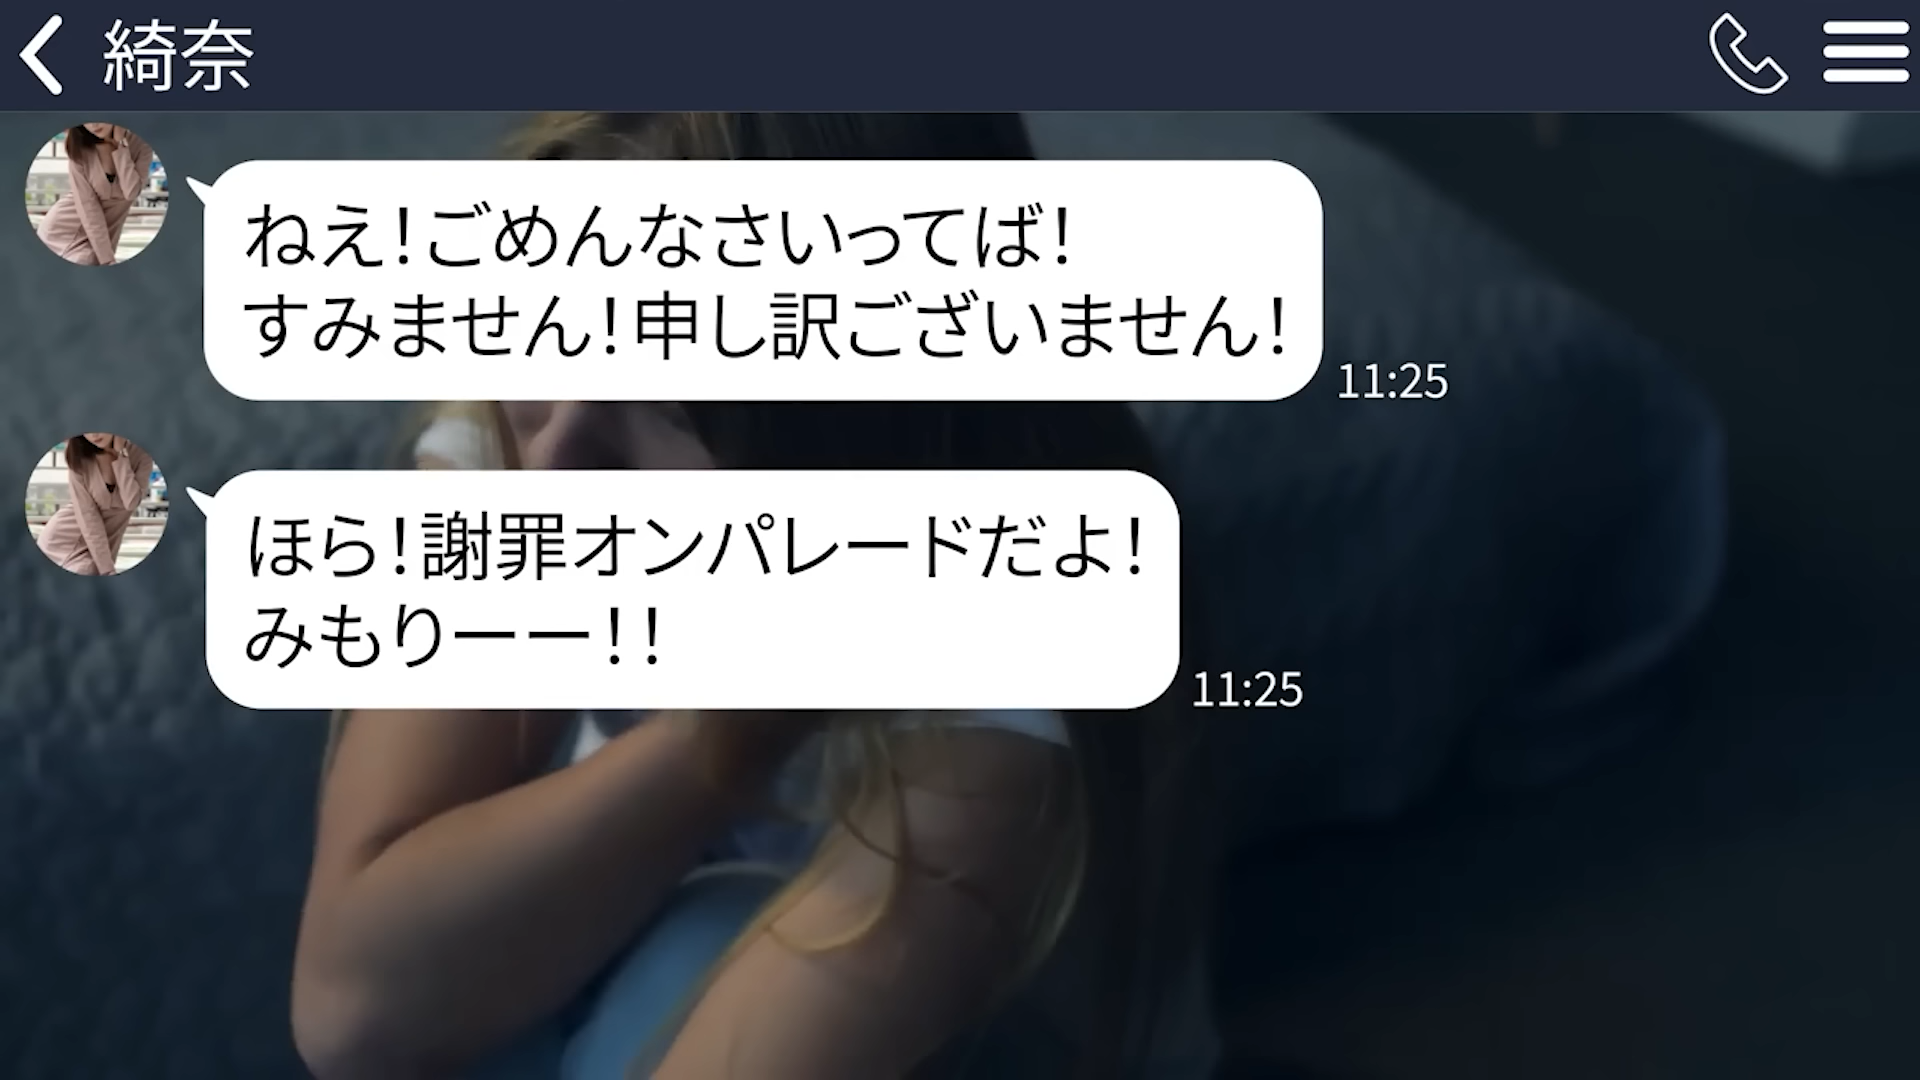 綺奈
ねえ！ごめんなさいってば！
すみません！申し訳ございません！
11:25
ほら！謝罪オンパレードだよ！
みもりーー！！
11:25